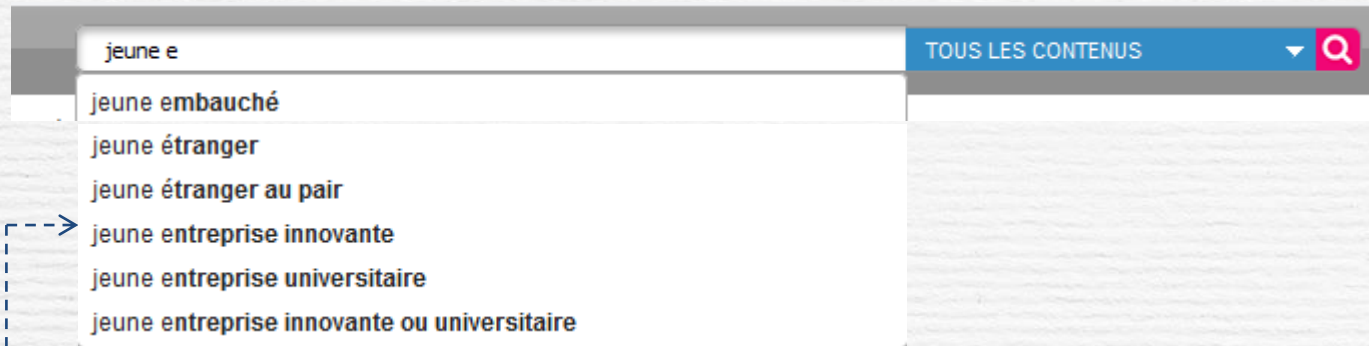 jeune e TOUS LES CONTENUS
jeune embauché
jeune étranger
jeune étranger au pair
jeune entreprise innovante
jeune entreprise universitaire
jeune entreprise innovante ou universitaire